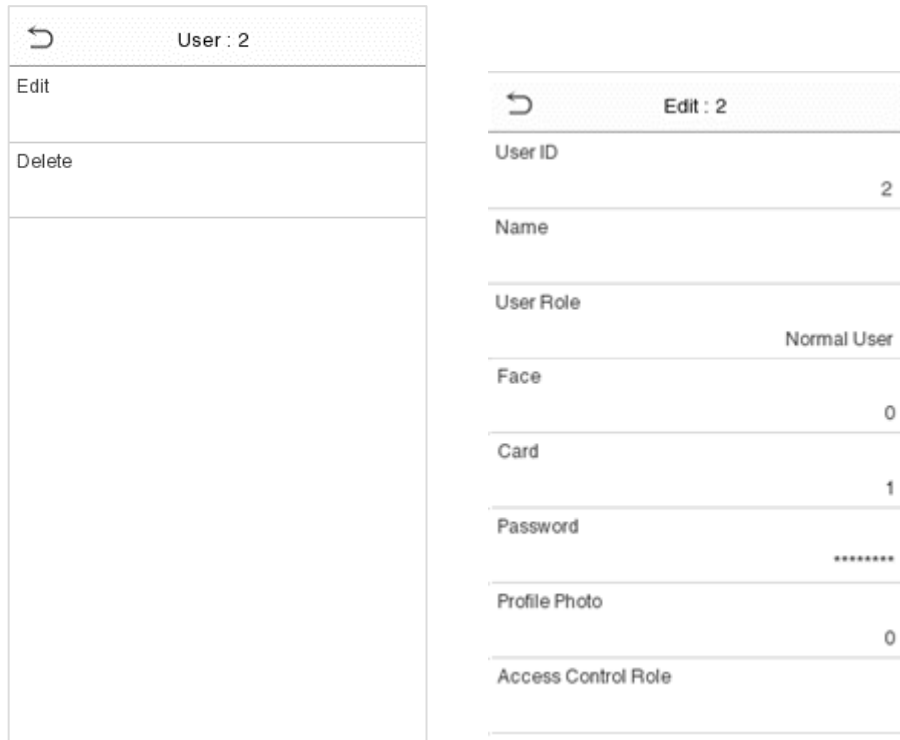 User : 2
Edit
Delete
Edit : 2
User ID
2
Name
User Role
Normal User
Face
0
Card
1
Password
********
Profile Photo
0
Access Control Role